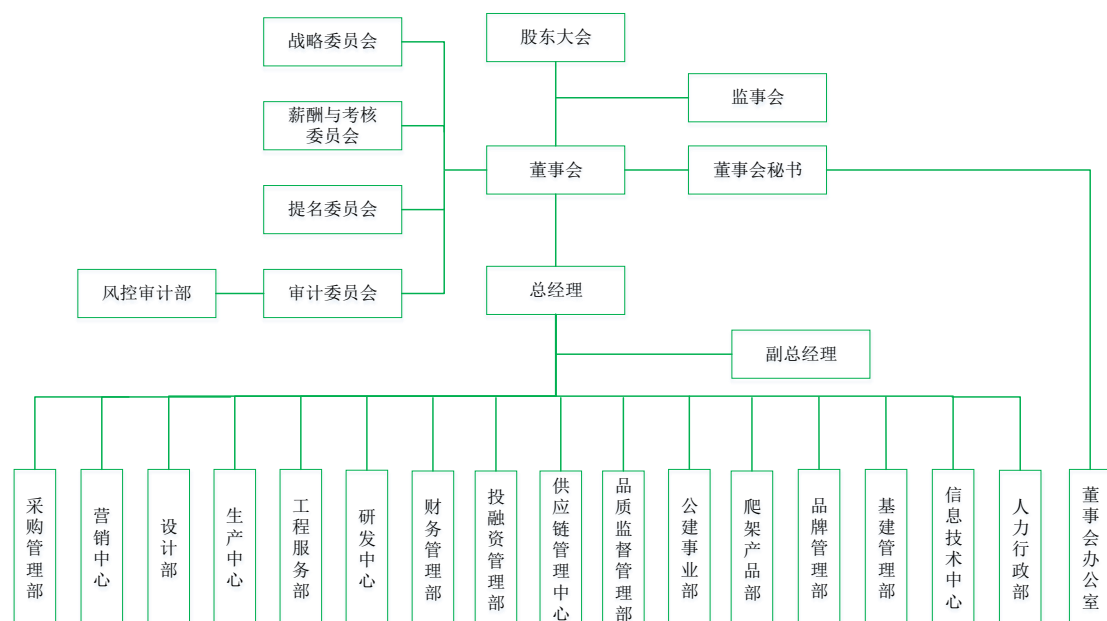 战略委员会
股东大会
监事会
薪酬与考核
委员会
董事会
董事会秘书
提名委员会
风控审计部
审计委员会
总经理
副总经理
采购管理部
营销中心
设计部
生产中心
工程服务部
研发中心
财务管理部
投融资管理部
供应链管理中心
品质监督管理部
公建事业部
爬架产品部
品牌管理部
基建管理部
信息技术中心
人力行政部
董事会办公室